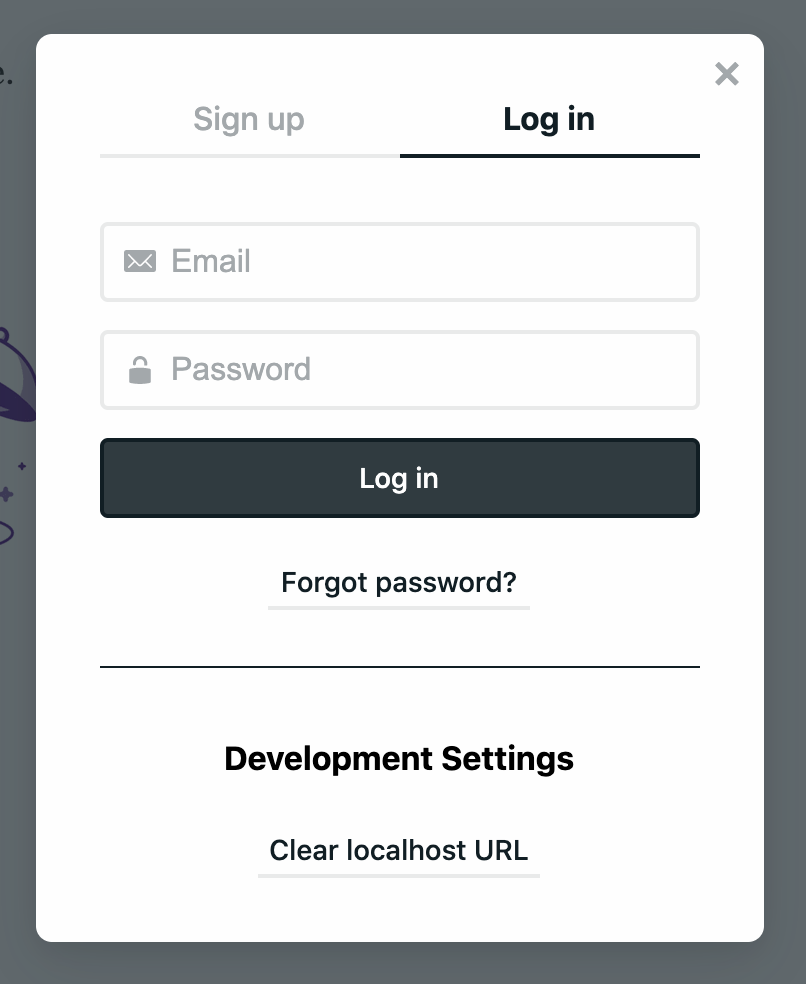 Sign up
Log in
Email
Password
Log in
Forgot password?
Development Settings
Clear localhost URL